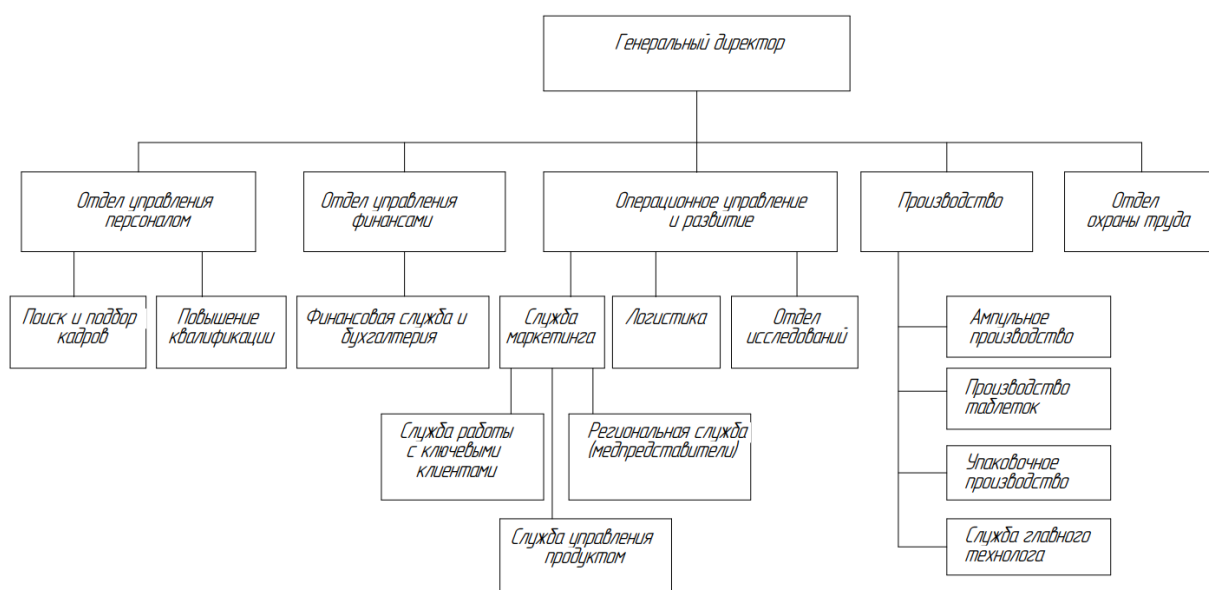 Генеральный директор
Отдел управления
персоналом
Отдел управления
финансами
Операционное управление
и развитие
Производство
Отдел
охраны труда
Поиск и подбор
кадров
Повышение
квалификации
Финансовая служба и
бухгалтерия
Служба
маркетинга
Логистика
Отдел
исследований
Ампульное
производство
Производство
таблеток
Упаковочное
производство
Служба главного
технолога
Служба работы
с ключевыми
клиентами
Региональная служба
(медпредставители)
Служба управления
продуктом